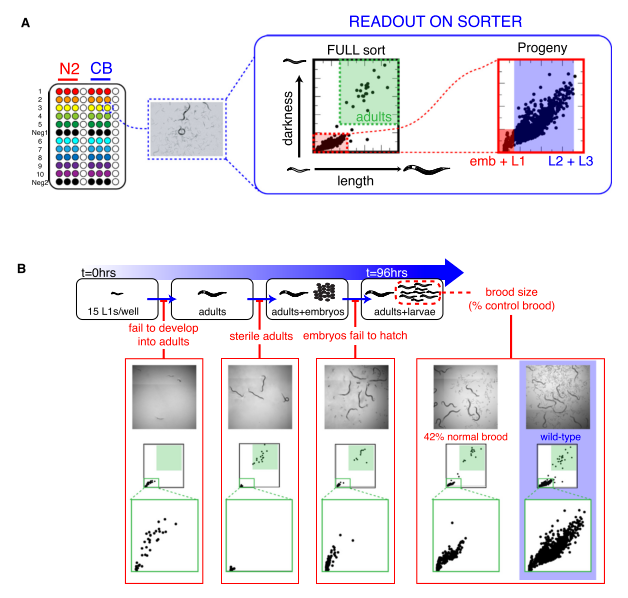 A
READOUT ON SORTER
N2 CB
FULL sort
Progeny
1
2
3
4
5
Neg1
6
7
8
9
10
Neg2
darkness
adults
emb + L1
L2 + L3
length
B
t=0hrs
t=96hrs
15 L1s/well
adults
adults+embryos
adults+larvae
brood size
(% control brood)
fail to develop
into adults
sterile adults
embryos fail to hatch
42% normal brood
wild-type